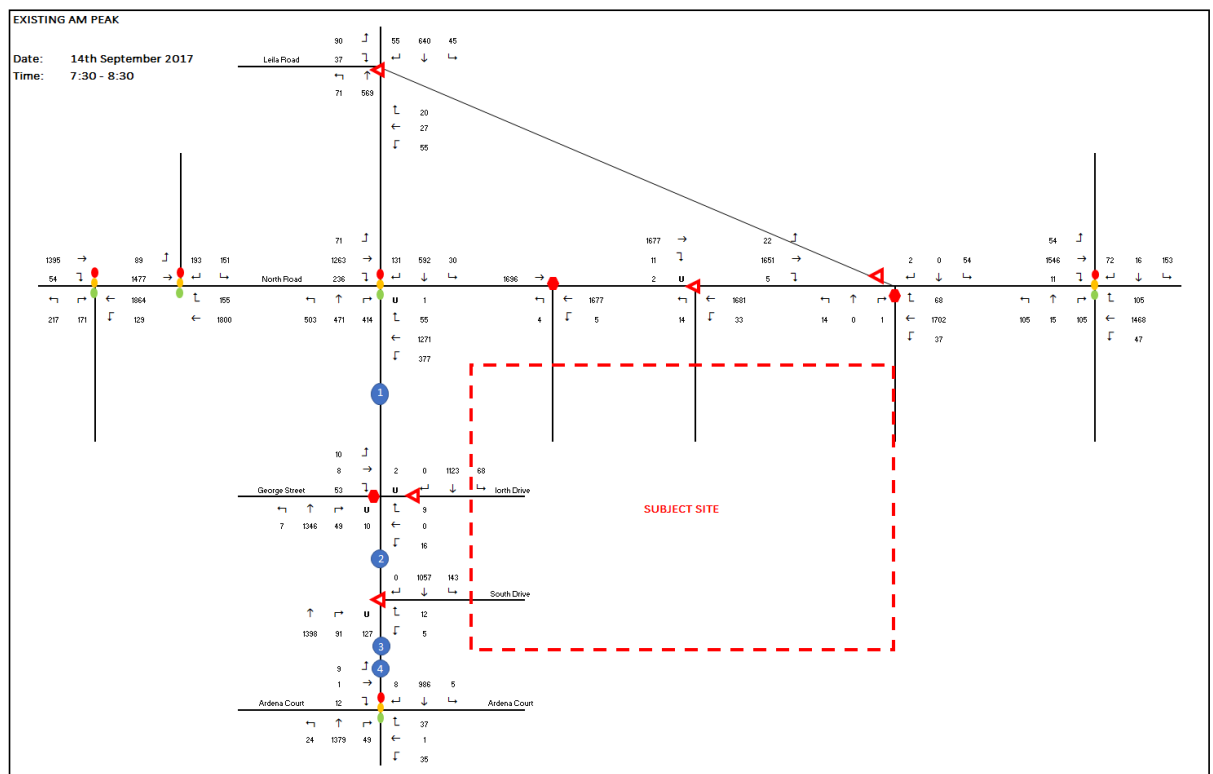 EXISTING AM PEAK
Date: 14th September 2017
Time: 7:30 - 8:30
90 55 640 45
Leila Road 37
71 569
20
27
55
71 1677 22 54
1395 89 193 151 1263 131 592 30 11 1651 2 0 54 1546 72 16 153
54 1477 North Road 236 1696 2 U 5 11
1864 155 U 1 1677 1681 68 105
217 171 129 1800 503 471 414 55 4 5 14 33 14 0 1 1702 105 15 105 1468
1271 37 47
377
1
10
8 2 0 1123 68
George Street 53 U Iorth Drive
U 9
7 1346 49 10 0
16
SUBJECT SITE
2
0 1057 143
South Drive
U 12
1398 91 127 5
3
9 4
1 8 986 5
Ardena Court 12 Ardena Court
37
24 1379 49 1
35